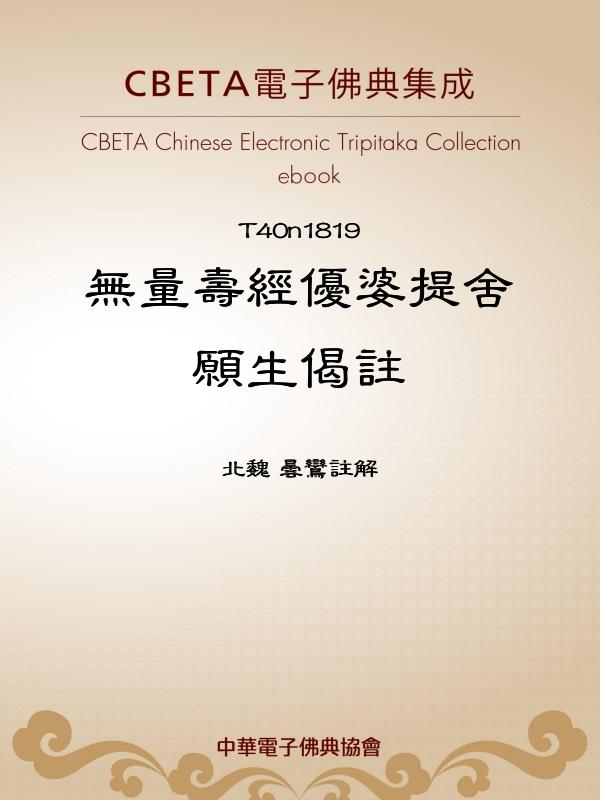 CBETA電子佛典集成
CBETA Chinese Electronic Tripitaka Collection
ebook
T40n1819
無量壽經優婆提舍
願生偈註
北魏 曇鸞註解
中華電子佛典協會